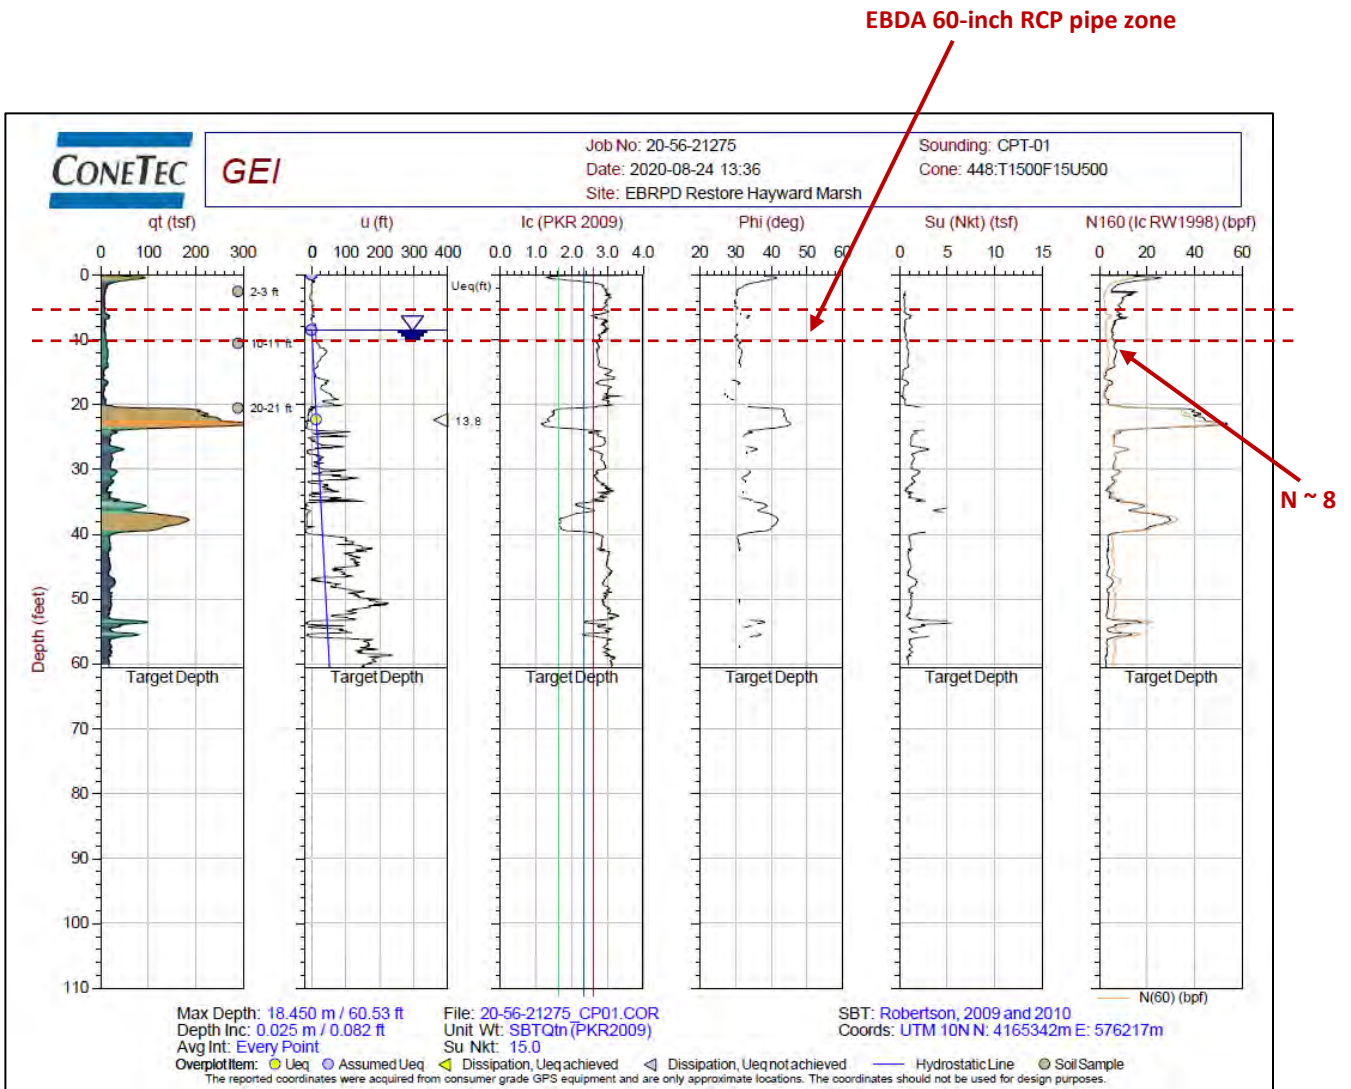 EBDA 60-inch RCP pipe zone
CONETEC
GEI
Job No: 20-56-21275
Date: 2020-08-24 13:36
Site: EBRPD Restore Hayward Marsh
Sounding: CPT-01
Cone: 448:T1500F15U500
qt (tsf) u (ft) Ic (PKR 2009) Phi (deg) Su (Nkt) (tsf) N160 (Ic RW1998) (bpf)
0 100 200 300 0 100 200 300 400 0.0 1.0 2.0 3.0 4.0 20 30 40 50 60 0 5 10 15 0 20 40 60
0
Ueq(ft)
2-3 ft
10
10-11 ft
20
20-21 ft
13.8
30
N ~ 8
40
50
Depth (feet)
60
Target Depth Target Depth Target Depth Target Depth Target Depth Target Depth
70
80
90
100
110
N(60) (bpf)
Max Depth: 18.450 m / 60.53 ft File: 20-56-21275_CP01.COR SBT: Robertson, 2009 and 2010
Depth Inc: 0.025 m / 0.082 ft Unit Wt: SBTQtn (PKR2009) Coords: UTM 10N N: 4165342m E: 576217m
Avg Int: Every Point Su Nkt: 15.0
Overplot Item: Ueq Assumed Ueq Dissipation, Ueq achieved Dissipation, Ueq not achieved Hydrostatic Line Soil Sample
The reported coordinates were acquired from consumer grade GPS equipment and are only approximate locations. The coordinates should not be used for design purposes.